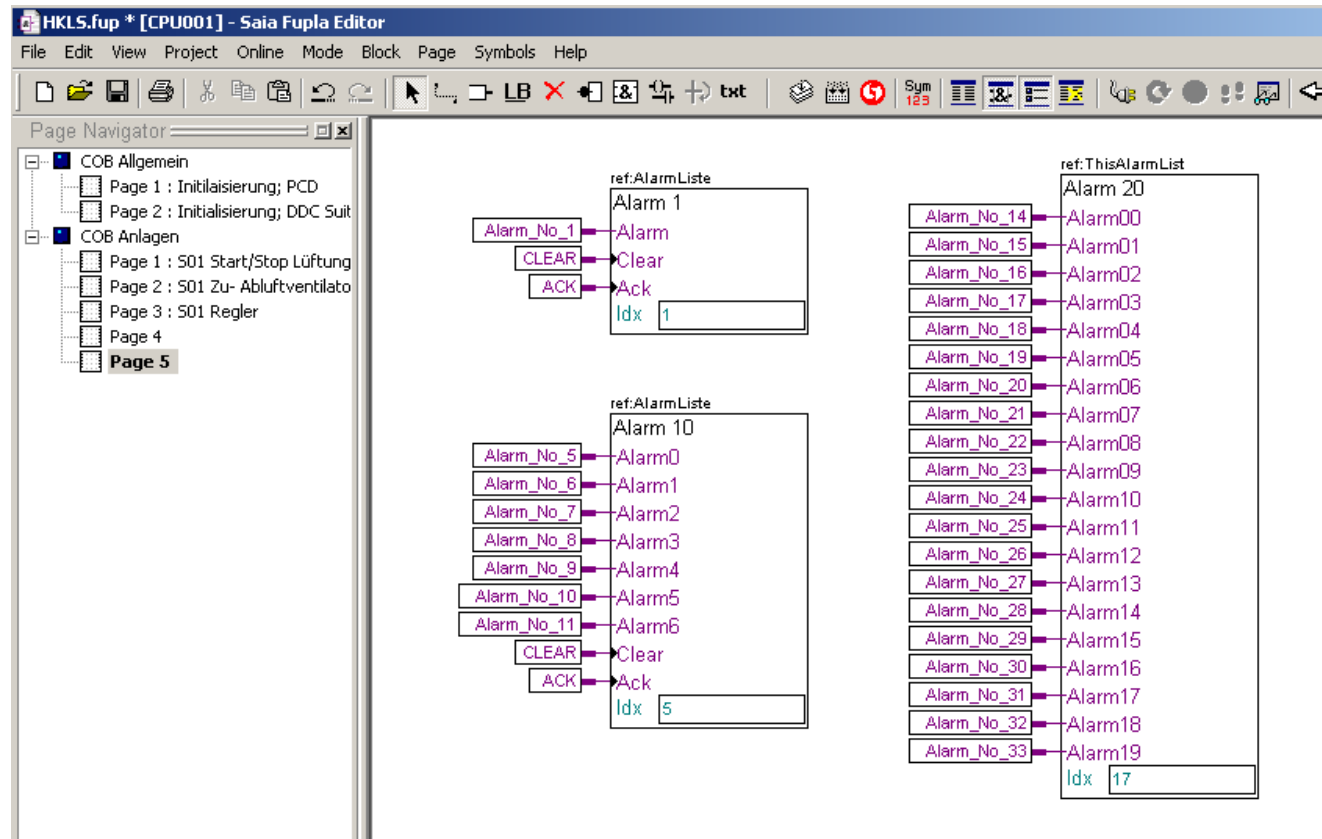 HKLS.fup * [CPU001] - Saia Fupla Editor
File Edit View Project Online Mode Block Page Symbols Help
LB & txt Sym 123 &
Page Navigator
COB Allgemein
Page 1 : Initilaisierung; PCD
Page 2 : Initialisierung; DDC Suit
COB Anlagen
Page 1 : S01 Start/Stop Lüftung
Page 2 : S01 Zu- Abluftventilato
Page 3 : S01 Regler
Page 4
Page 5
ref:AlarmListe
Alarm 1
Alarm_No_1 Alarm
CLEAR Clear
ACK Ack
Idx 1
ref:AlarmListe
Alarm 10
Alarm_No_5 Alarm0
Alarm_No_6 Alarm1
Alarm_No_7 Alarm2
Alarm_No_8 Alarm3
Alarm_No_9 Alarm4
Alarm_No_10 Alarm5
Alarm_No_11 Alarm6
CLEAR Clear
ACK Ack
Idx 5
ref:ThisAlarmList
Alarm 20
Alarm_No_14 Alarm00
Alarm_No_15 Alarm01
Alarm_No_16 Alarm02
Alarm_No_17 Alarm03
Alarm_No_18 Alarm04
Alarm_No_19 Alarm05
Alarm_No_20 Alarm06
Alarm_No_21 Alarm07
Alarm_No_22 Alarm08
Alarm_No_23 Alarm09
Alarm_No_24 Alarm10
Alarm_No_25 Alarm11
Alarm_No_26 Alarm12
Alarm_No_27 Alarm13
Alarm_No_28 Alarm14
Alarm_No_29 Alarm15
Alarm_No_30 Alarm16
Alarm_No_31 Alarm17
Alarm_No_32 Alarm18
Alarm_No_33 Alarm19
Idx 17